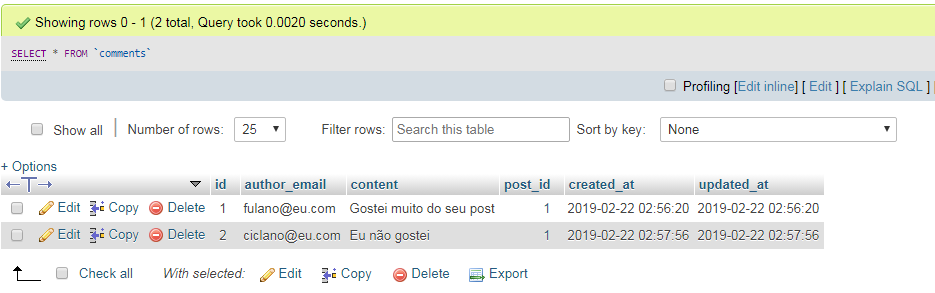 Showing rows 0 - 1 (2 total, Query took 0.0020 seconds.)
SELECT * FROM `comments`
Profiling [Edit inline] [ Edit ] [ Explain SQL ]
Show all | Number of rows: 25 Filter rows: Search this table Sort by key: None
+ Options
id author_email content post_id created_at updated_at
Edit Copy Delete 1 fulano@eu.com Gostei muito do seu post 1 2019-02-22 02:56:20 2019-02-22 02:56:20
Edit Copy Delete 2 ciclano@eu.com Eu não gostei 1 2019-02-22 02:57:56 2019-02-22 02:57:56
Check all With selected: Edit Copy Delete Export